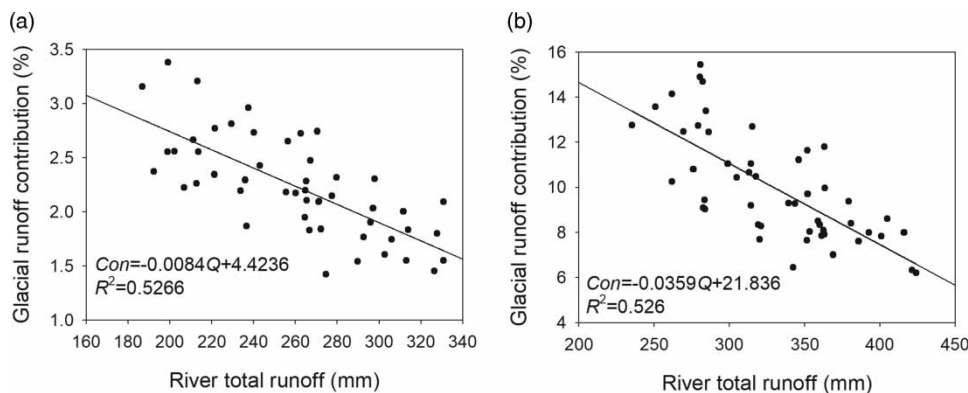 (a)
Glacial runoff contribution (%)
3.5
3.0
2.5
2.0
1.5
1.0
Con=-0.0084Q+4.4236
R²=0.5266
160 180 200 220 240 260 280 300 320 340
River total runoff (mm)
(b)
Glacial runoff contribution (%)
16
14
12
10
8
6
4
Con=-0.0359Q+21.836
R²=0.526
200 250 300 350 400 450
River total runoff (mm)